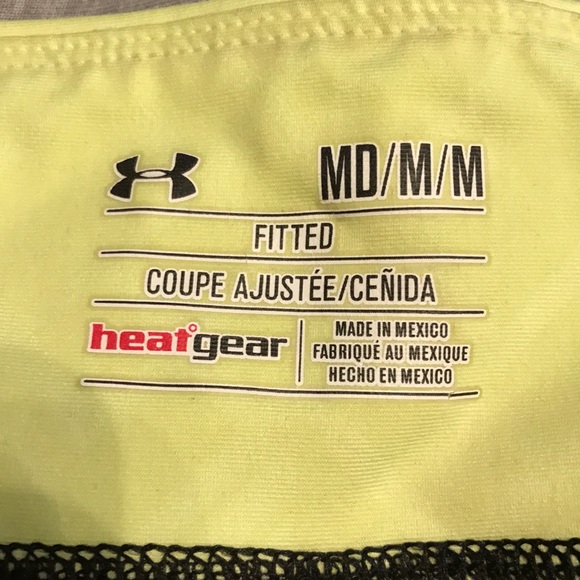 MD/M/M
FITTED
COUPE AJUSTÉE/CEÑIDA
heatgear
MADE IN MEXICO
FABRIQUÉ AU MEXIQUE
HECHO EN MEXICO